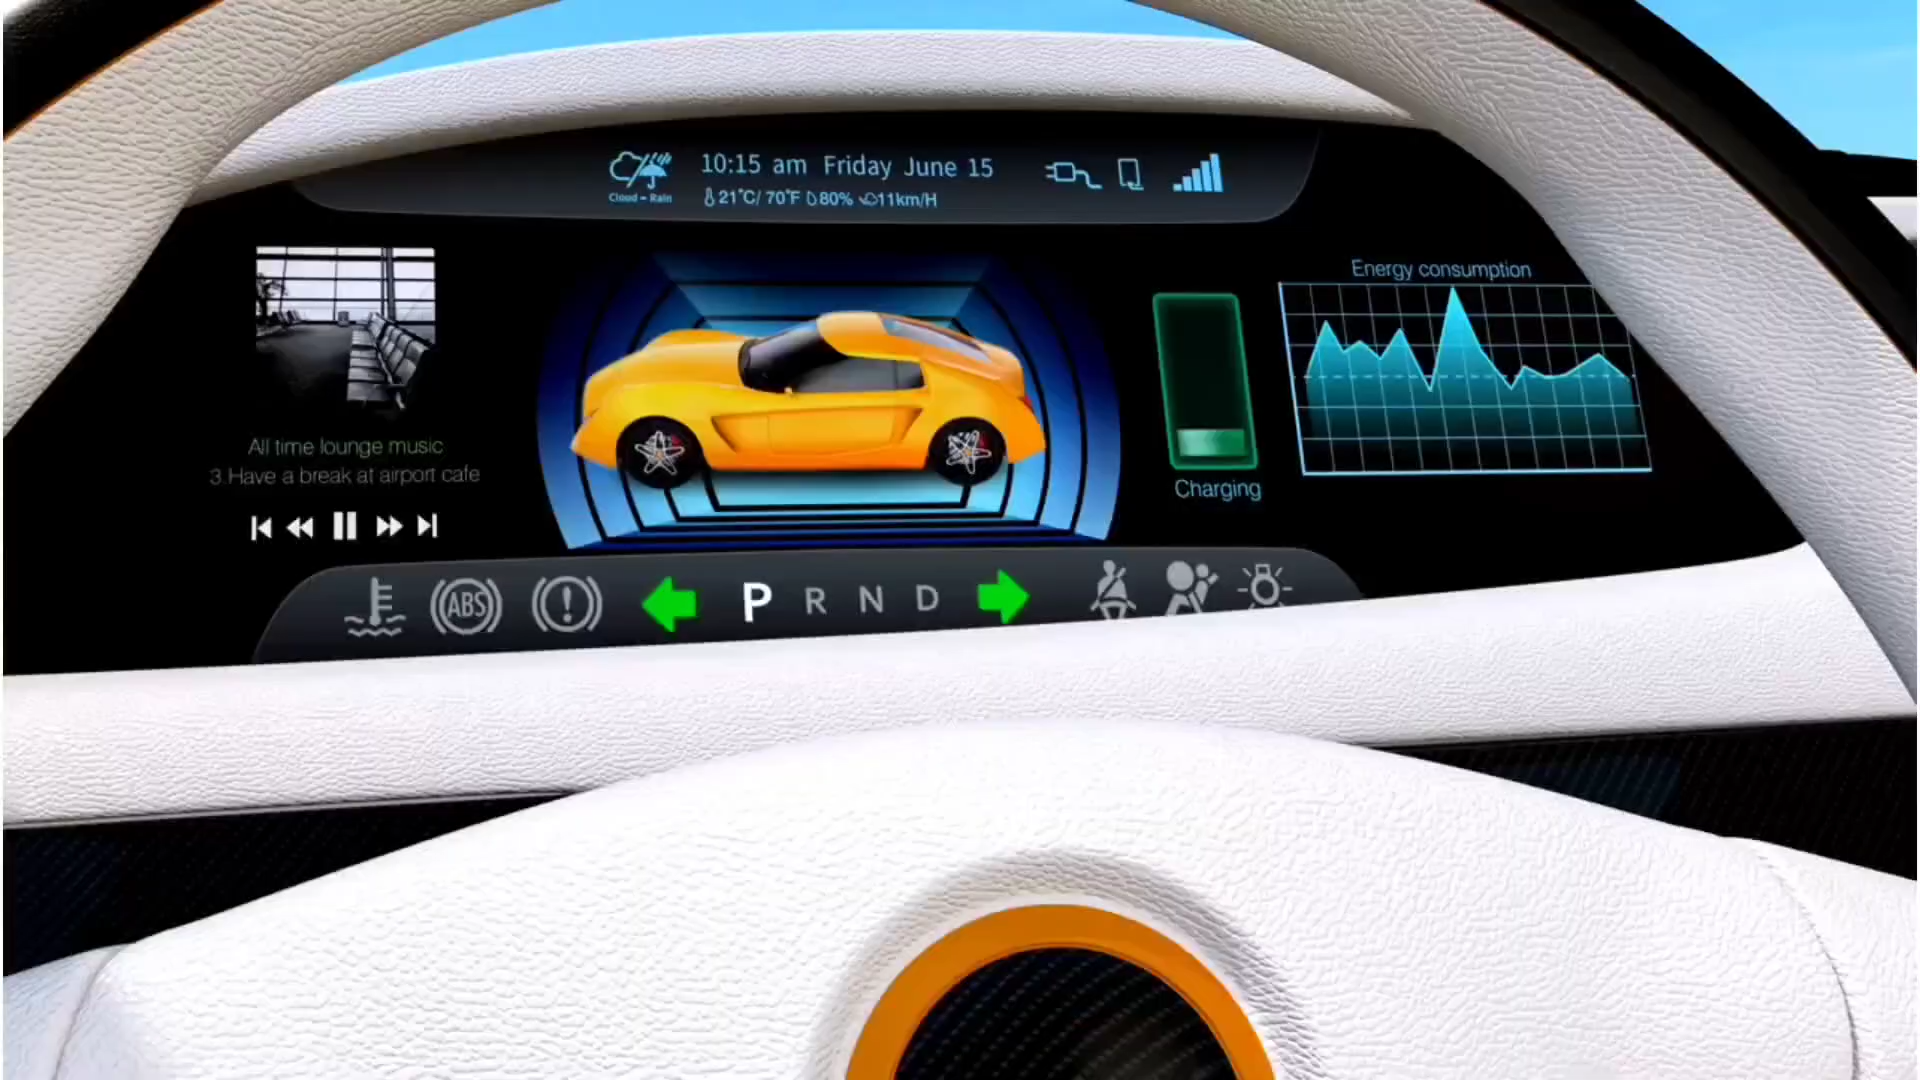 10:15 am Friday June 15
Cloud - Rain
21°C/ 70°F 80% 11km/H
Energy consumption
All time lounge music
3.Have a break at airport cafe
Charging
ABS
P R N D